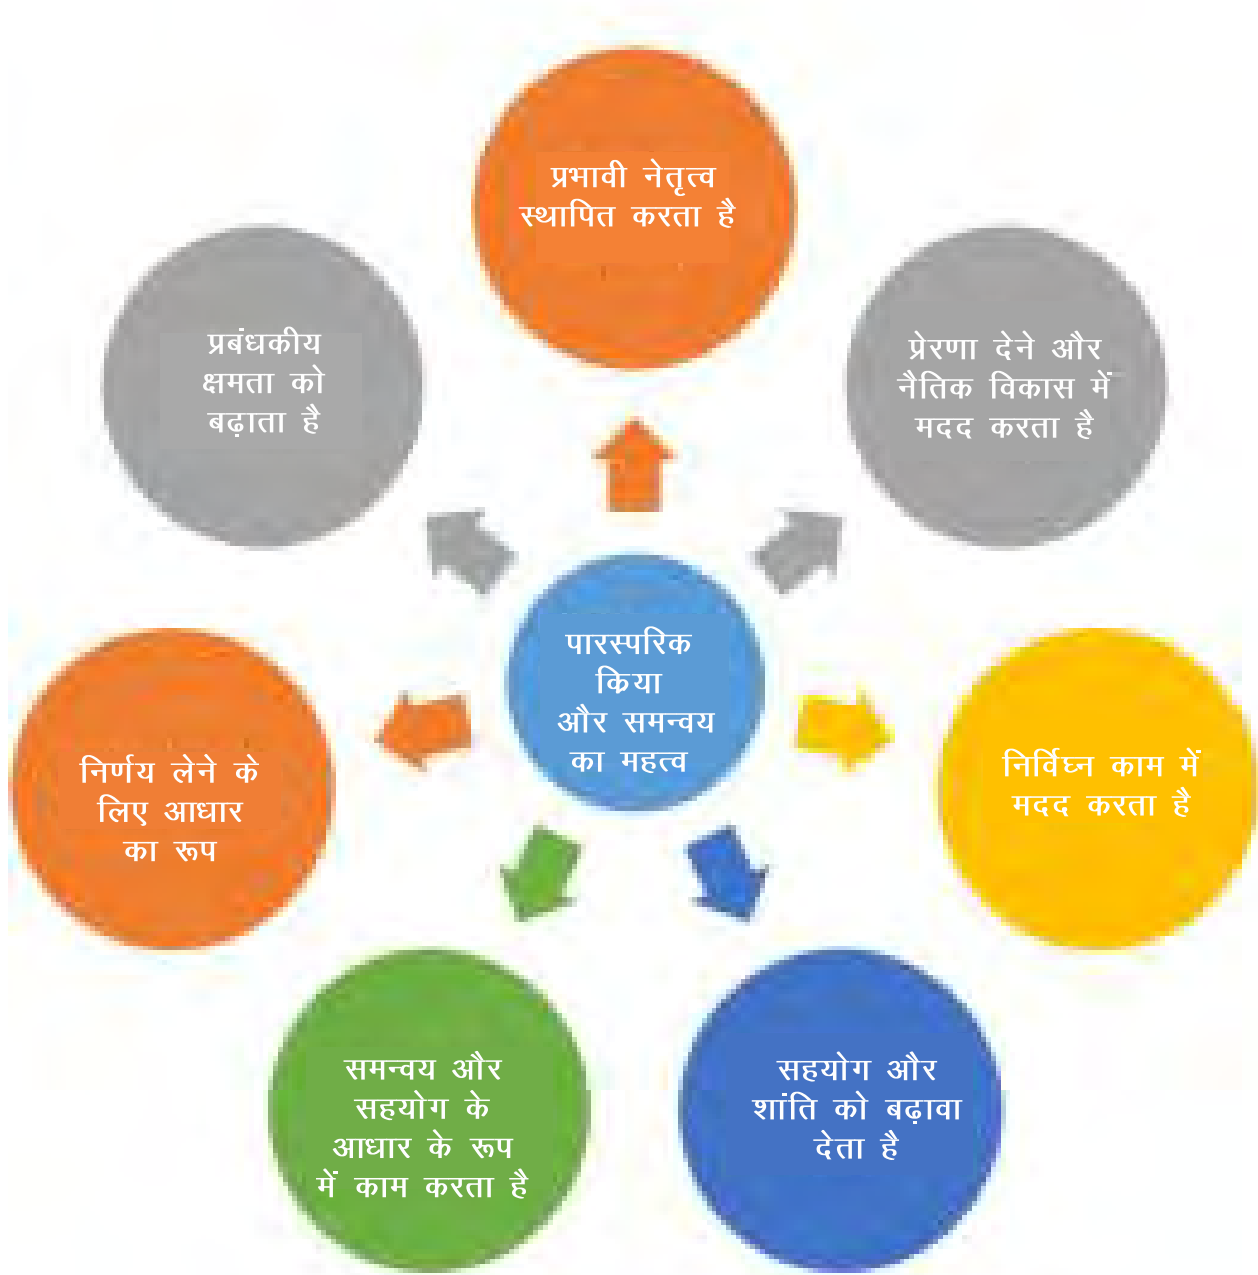 प्रभावी नेतृत्व
स्थापित करता है
प्रेरणा देने और
नैतिक विकास में
मदद करता है
निर्विघ्न काम में
मदद करता है
सहयोग और
शांति को बढ़ावा
देता है
समन्वय और
सहयोग के
आधार के रूप
में काम करता है
निर्णय लेने के
लिए आधार
का रूप
प्रबंधकीय
क्षमता को
बढ़ाता है
पारस्परिक
किया
और समन्वय
का महत्व